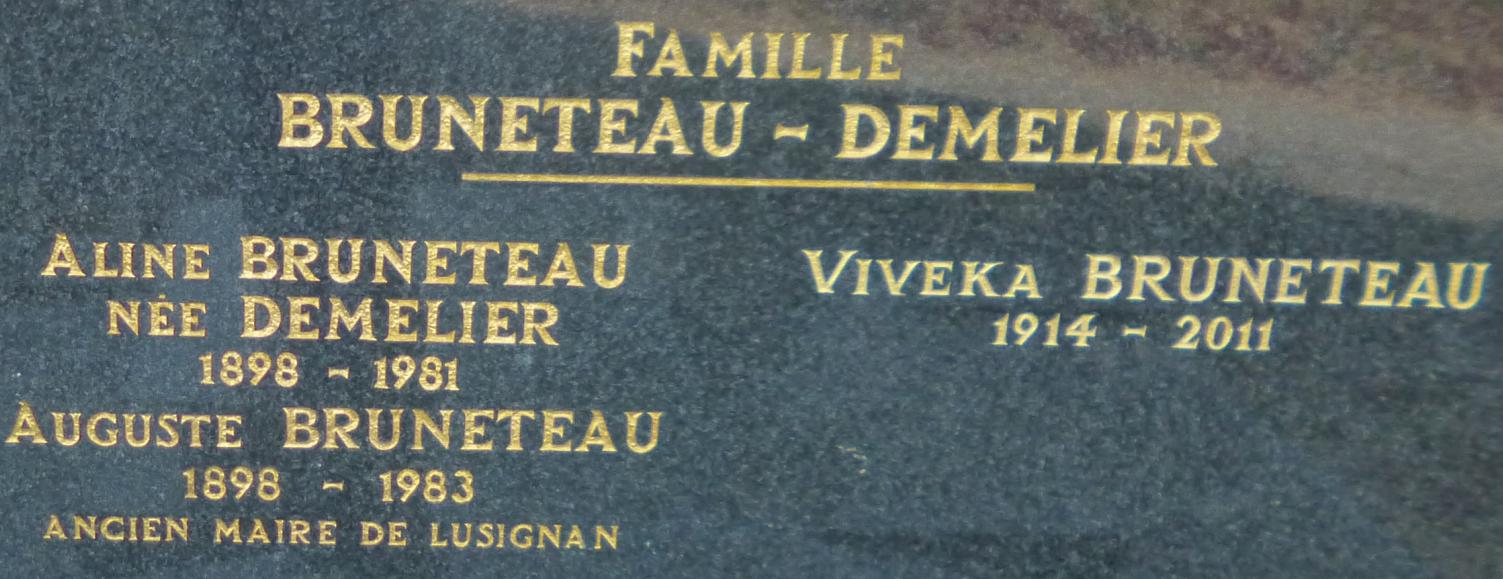 FAMILLE
BRUNETEAU - DEMELIER
ALINE BRUNETEAU
NÉE DEMELIER
1898 - 1981
AUGUSTE BRUNETEAU
1898 - 1983
ANCIEN MAIRE DE LUSIGNAN
VIVEKA BRUNETEAU
1914 - 2011